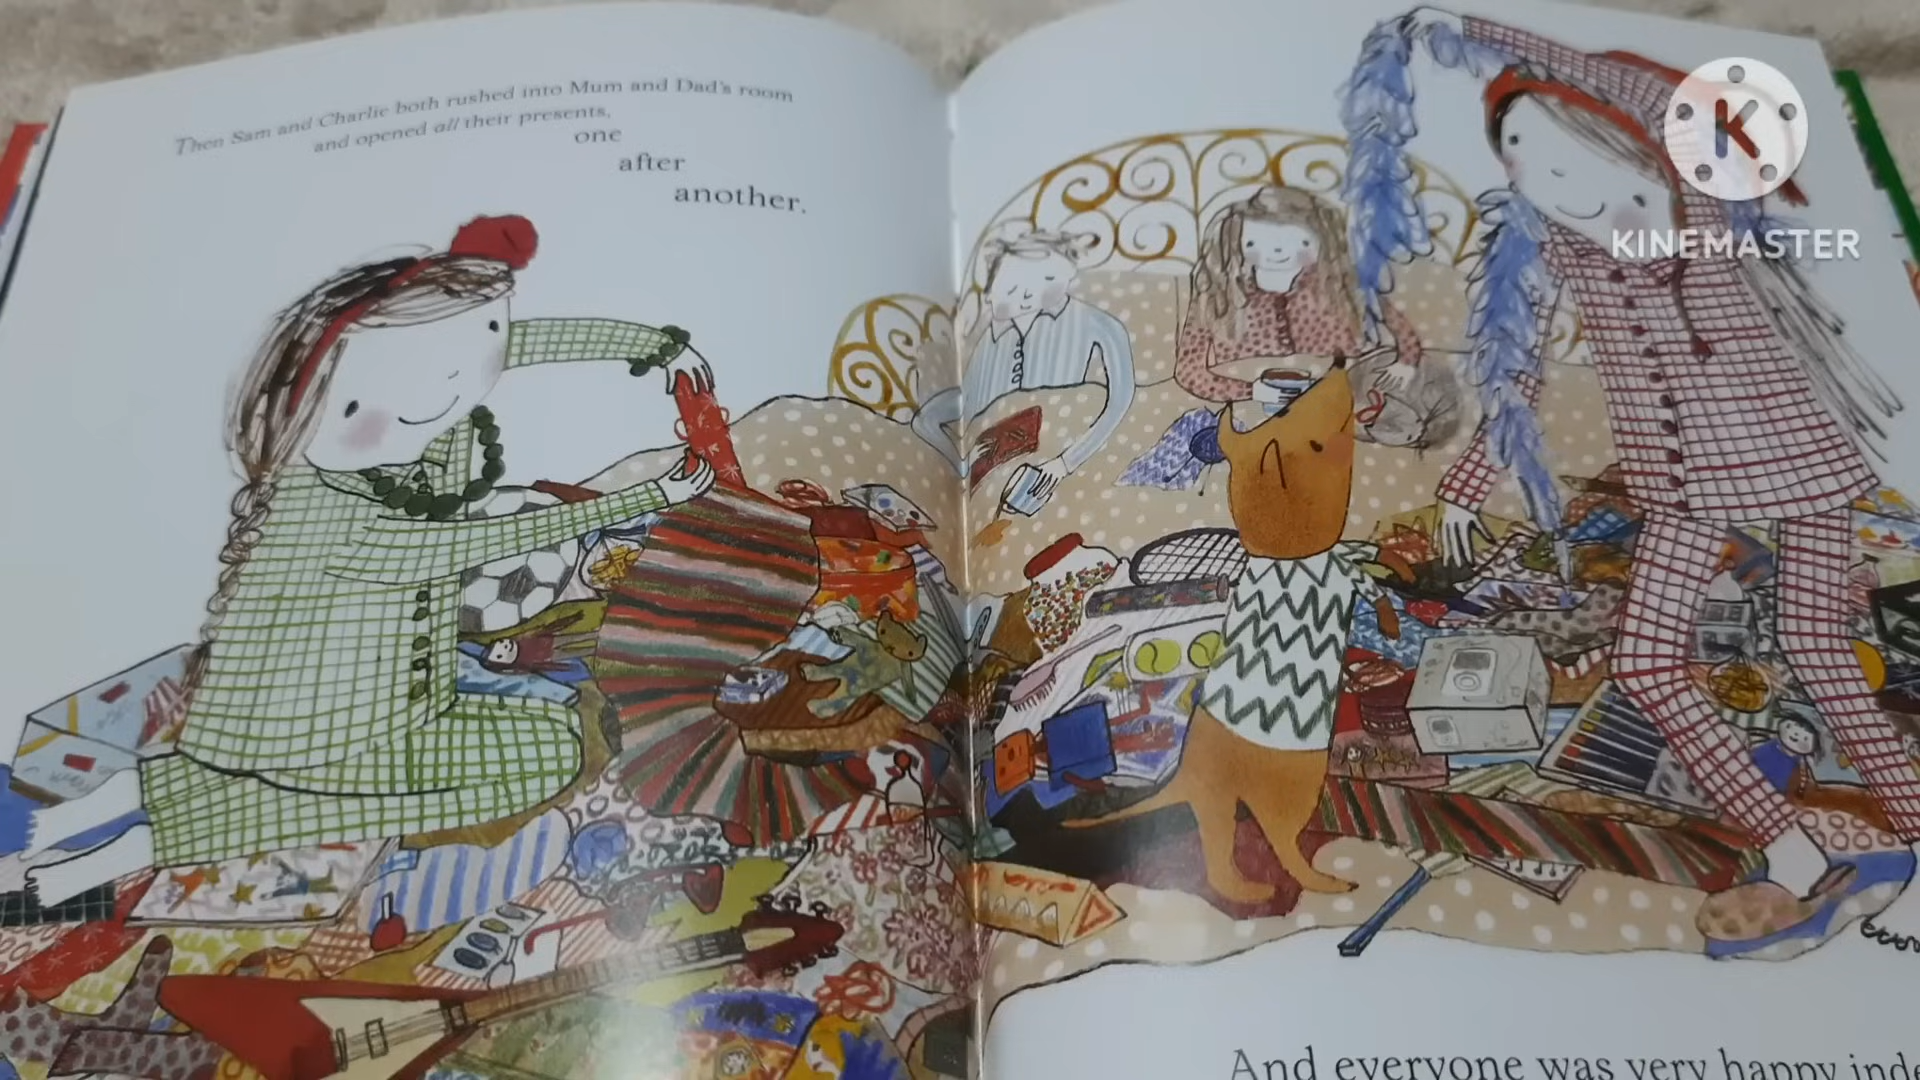 Then Sam and Charlie both rushed into Mum and Dad's room
and opened all their presents,
one
after
another.
K
KINEMASTER
And everyone was very happy inde